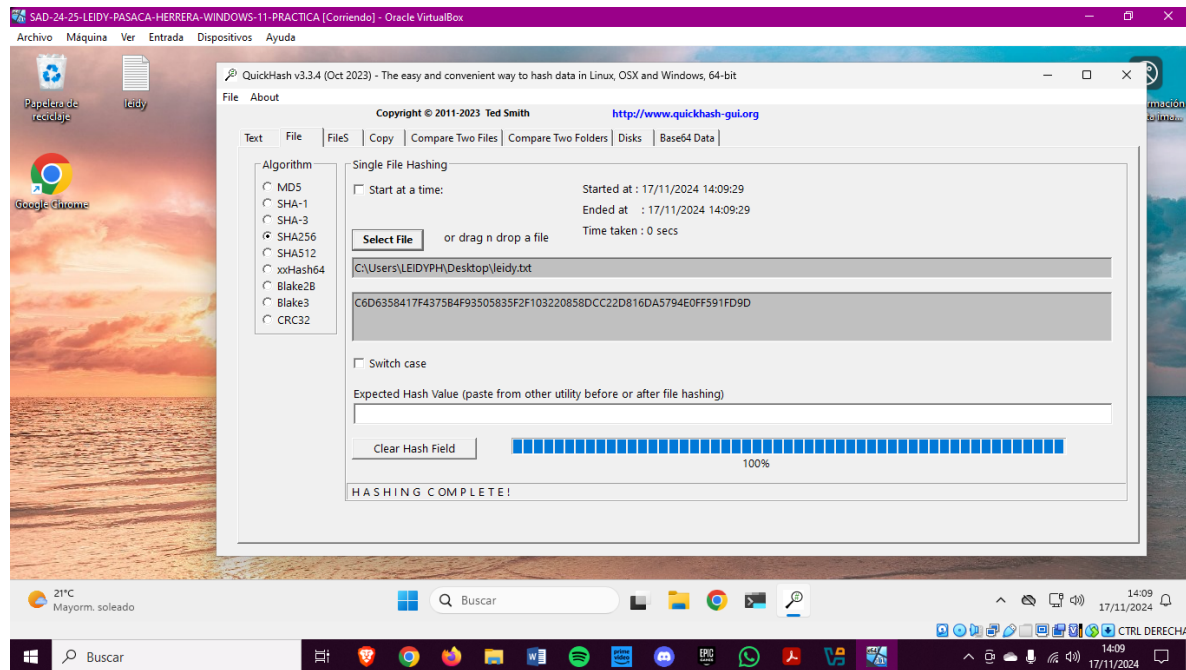 SAD-24-25-LEIDY-PASACA-HERRERA-WINDOWS-11-PRACTICA [Corriendo] - Oracle VirtualBox
Archivo Máquina Ver Entrada Dispositivos Ayuda
Papelera de reciclaje
leidy
Google Chrome
QuickHash v3.3.4 (Oct 2023) - The easy and convenient way to hash data in Linux, OSX and Windows, 64-bit
File About
Copyright © 2011-2023 Ted Smith http://www.quickhash-gui.org
Text File FileS Copy Compare Two Files Compare Two Folders Disks Base64 Data
Algorithm
MD5
SHA-1
SHA-3
SHA256
SHA512
xxHash64
Blake2B
Blake3
CRC32
Single File Hashing
Start at a time:
Started at : 17/11/2024 14:09:29
Ended at : 17/11/2024 14:09:29
Time taken : 0 secs
Select File or drag n drop a file
C:\Users\LEIDYPH\Desktop\leidy.txt
C6D6358417F4375B4F93505835F2F103220858DCC22D816DA5794E0FF591FD9D
Switch case
Expected Hash Value (paste from other utility before or after file hashing)
Clear Hash Field
100%
HASHING COMPLETE!
21°C
Mayorm. soleado
Buscar
14:09
17/11/2024
CTRL DERECHA
Buscar
14:09
17/11/2024